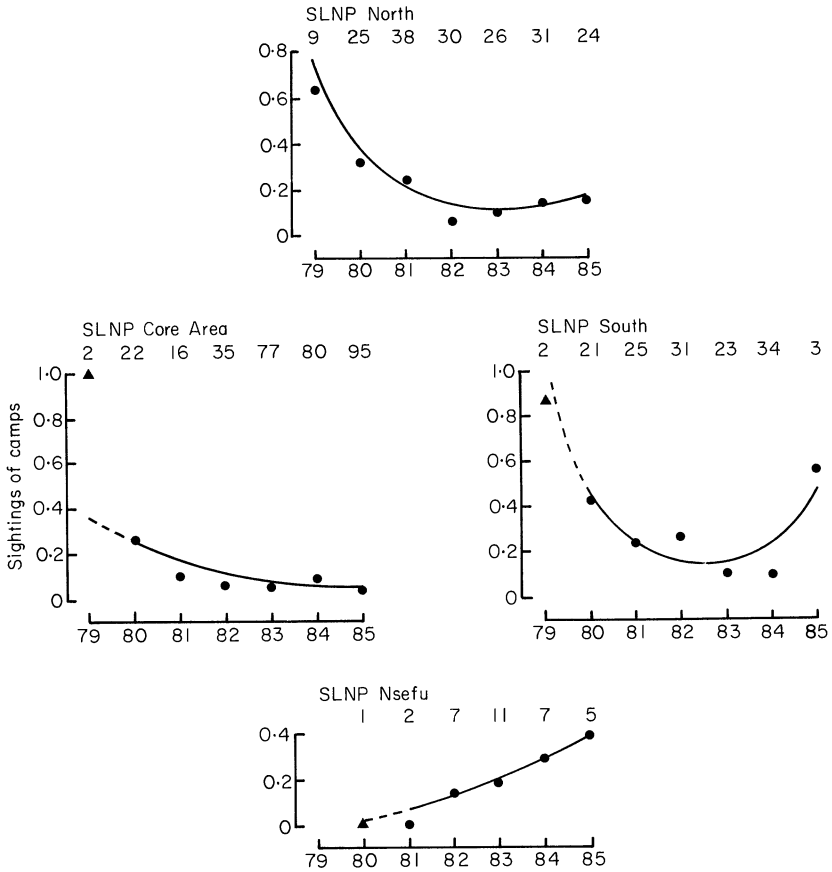 SLNP North
9 25 38 30 26 31 24
0·8
0·6
0·4
0·2
0
79 80 81 82 83 84 85
SLNP Core Area
2 22 16 35 77 80 95
Sightings of camps
1·0
0·8
0·6
0·4
0·2
0
79 80 81 82 83 84 85
SLNP South
2 21 25 31 23 34 3
1·0
0·8
0·6
0·4
0·2
0
79 80 81 82 83 84 85
SLNP Nsefu
1 2 7 11 7 5
0·4
0·2
0
79 80 81 82 83 84 85